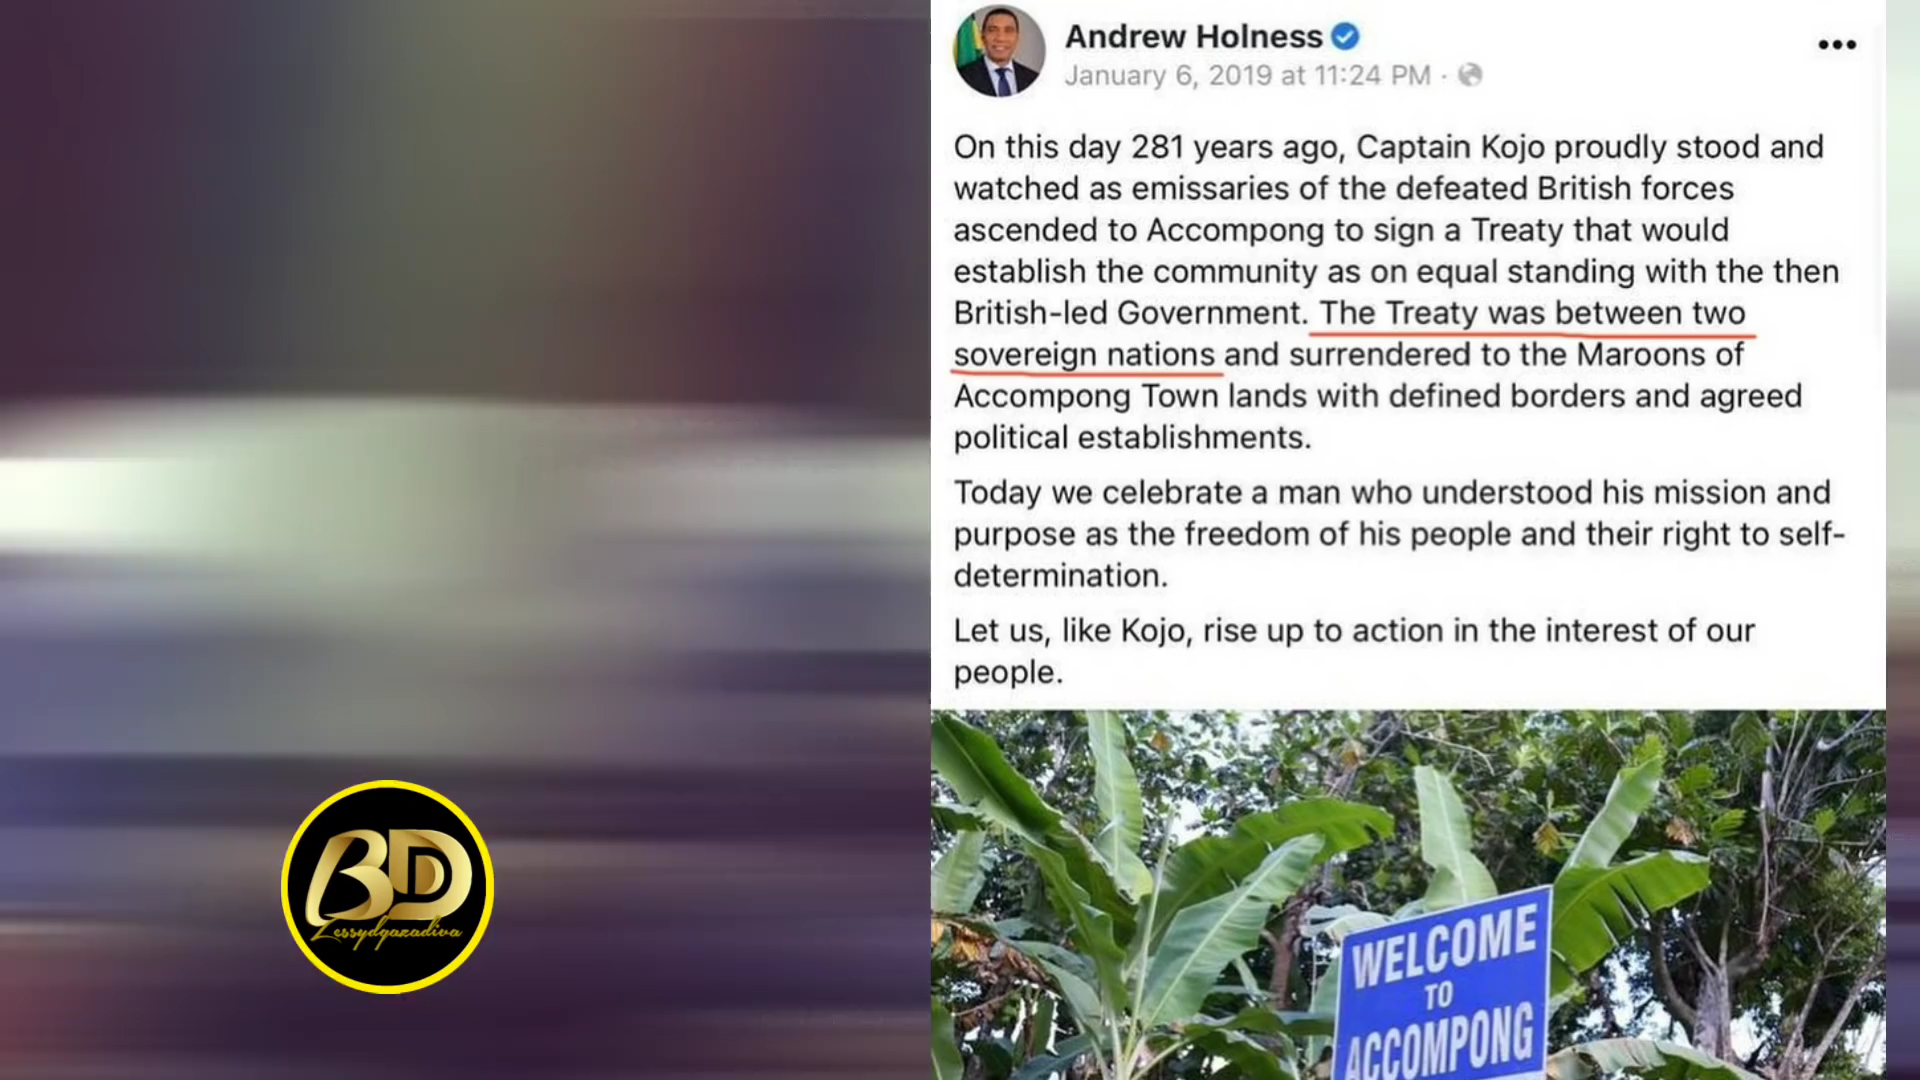 Andrew Holness
January 6, 2019 at 11:24 PM ·
On this day 281 years ago, Captain Kojo proudly stood and
watched as emissaries of the defeated British forces
ascended to Accompong to sign a Treaty that would
establish the community as on equal standing with the then
British-led Government. The Treaty was between two
sovereign nations and surrendered to the Maroons of
Accompong Town lands with defined borders and agreed
political establishments.
Today we celebrate a man who understood his mission and
purpose as the freedom of his people and their right to self-
determination.
Let us, like Kojo, rise up to action in the interest of our
people.
WELCOME
TO
ACCOMPONG
BD
Lessydgazadiva